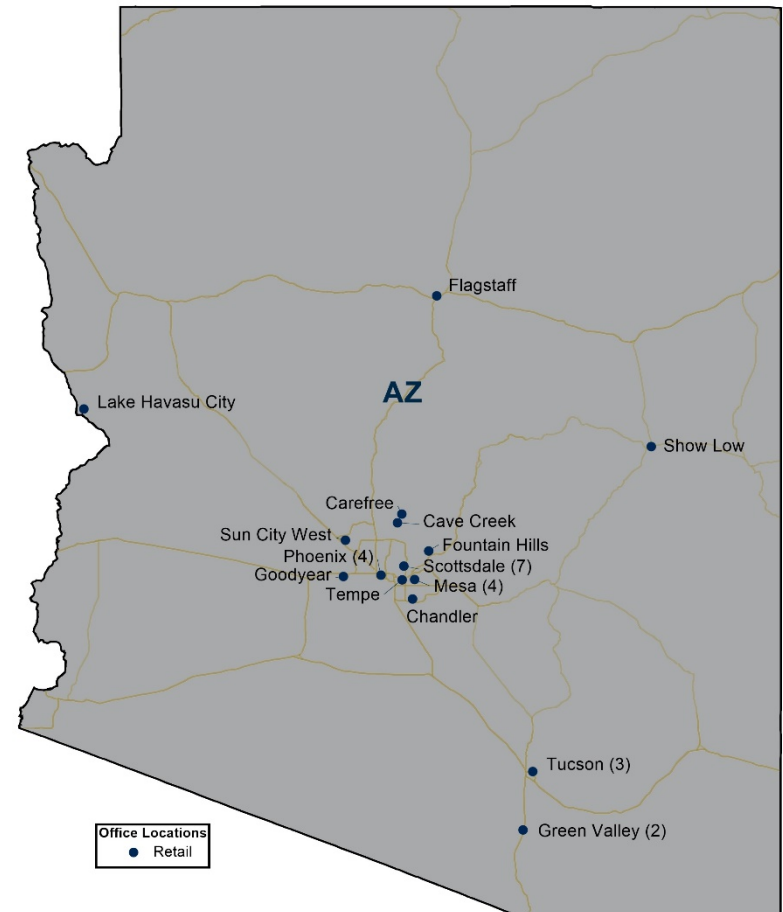 Flagstaff
AZ
Lake Havasu City
Show Low
Carefree
Cave Creek
Sun City West
Fountain Hills
Phoenix (4)
Scottsdale (7)
Goodyear
Mesa (4)
Tempe
Chandler
Tucson (3)
Green Valley (2)
Office Locations
Retail